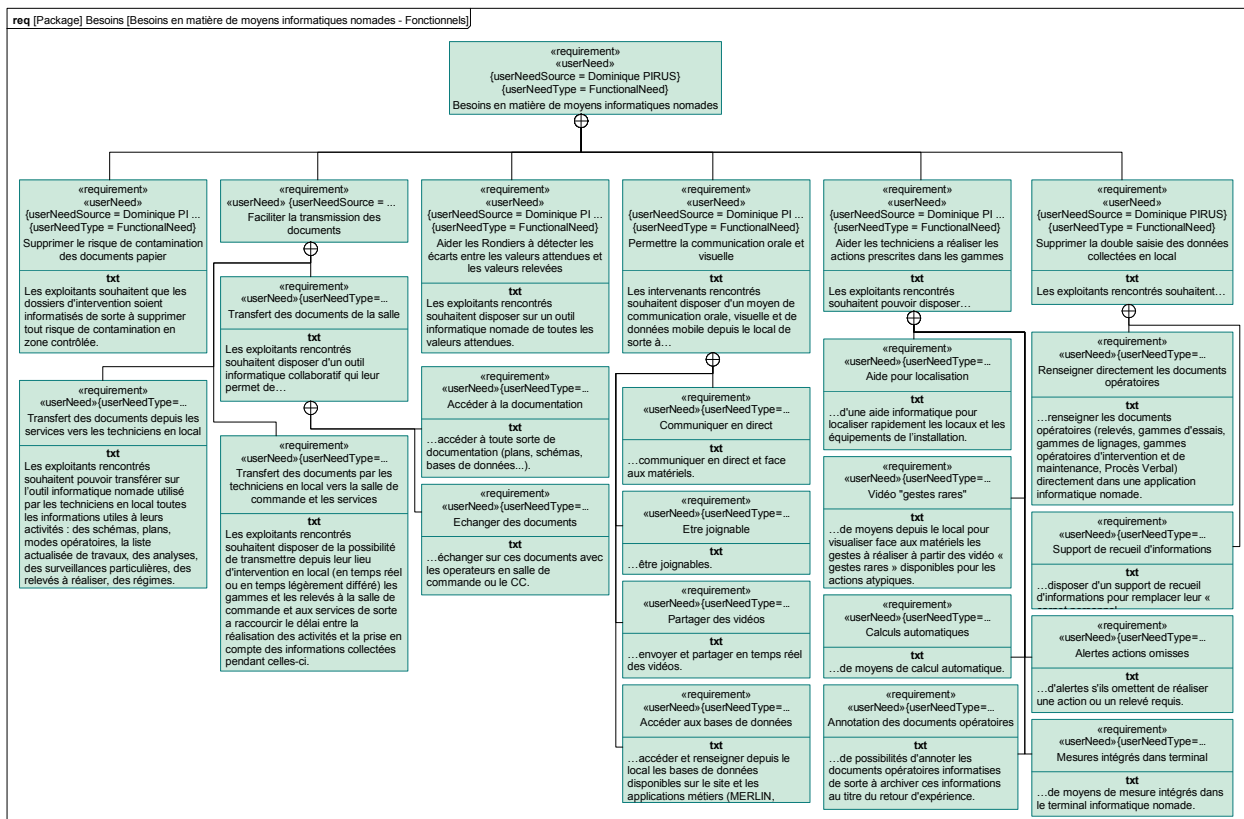 req [Package] Besoins [Besoins en matière de moyens informatiques nomades - Fonctionnels]
«requirement»
«userNeed»
{userNeedSource = Dominique PIRUS}
{userNeedType = FunctionalNeed}
Besoins en matière de moyens informatiques nomades
«requirement»
«userNeed»
{userNeedSource = Dominique PI ...
{userNeedType = FunctionalNeed}
Supprimer le risque de contamination
des documents papier
txt
Les exploitants souhaitent que les
dossiers d'intervention soient
informatisés de sorte à supprimer
tout risque de contamination en
zone contrôlée.
«requirement»
«userNeed» {userNeedSource = ...
Faciliter la transmission des
documents
«requirement»
«userNeed»
{userNeedSource = Dominique PI ...
{userNeedType = FunctionalNeed}
Aider les Rondiers à détecter les
écarts entre les valeurs attendues et
les valeurs relevées
txt
Les exploitants rencontrés
souhaitent disposer sur un outil
informatique nomade de toutes les
valeurs attendues.
«requirement»
«userNeed»
{userNeedSource = Dominique PI ...
{userNeedType = FunctionalNeed}
Permettre la communication orale et
visuelle
txt
Les intervenants rencontrés
souhaitent disposer d'un moyen de
communication orale, visuelle et de
données mobile depuis le local de
sorte à…
«requirement»
«userNeed»
{userNeedSource = Dominique PI ...
{userNeedType = FunctionalNeed}
Aider les techniciens a réaliser les
actions prescrites dans les gammes
txt
Les exploitants rencontrés
souhaitent pouvoir disposer…
«requirement»
«userNeed»
{userNeedSource = Dominique PIRUS}
{userNeedType = FunctionalNeed}
Supprimer la double saisie des données
collectées en local
txt
Les exploitants rencontrés souhaitent…
«requirement»
«userNeed»{userNeedType=...
Transfert des documents de la salle
txt
Les exploitants rencontrés
souhaitent disposer d'un outil
informatique collaboratif qui leur
permet de…
«requirement»
«userNeed»{userNeedType=...
Transfert des documents depuis les
services vers les techniciens en local
txt
Les exploitants rencontrés
souhaitent pouvoir transférer sur
l'outil informatique nomade utilisé
par les techniciens en local toutes
les informations utiles à leurs
activités : des schémas, plans,
modes opératoires, la liste
actualisée de travaux, des analyses,
des surveillances particulières, des
relevés à réaliser, des régimes.
«requirement»
«userNeed»{userNeedType=...
Transfert des documents par les
techniciens en local vers la salle de
commande et les services
txt
Les exploitants rencontrés
souhaitent disposer de la possibilité
de transmettre depuis leur lieu
d'intervention en local (en temps réel
ou en temps légèrement différé) les
gammes et les relevés à la salle de
commande et aux services de sorte
a raccourcir le délai entre la
réalisation des activités et la prise en
compte des informations collectées
pendant celles-ci.
«requirement»
«userNeed»{userNeedType=...
Accéder à la documentation
txt
…accéder à toute sorte de
documentation (plans, schémas,
bases de données...).
«requirement»
«userNeed»{userNeedType=...
Echanger des documents
txt
…échanger sur ces documents avec
les operateurs en salle de
commande ou le CC.
«requirement»
«userNeed»{userNeedType=...
Communiquer en direct
txt
…communiquer en direct et face
aux matériels.
«requirement»
«userNeed»{userNeedType=...
Etre joignable
txt
…être joignables.
«requirement»
«userNeed»{userNeedType=...
Partager des vidéos
txt
…envoyer et partager en temps réel
des vidéos.
«requirement»
«userNeed»{userNeedType=...
Accéder aux bases de données
txt
…accéder et renseigner depuis le
local les bases de données
disponibles sur le site et les
applications métiers (MERLIN,
«requirement»
«userNeed»{userNeedType=...
Aide pour localisation
txt
…d'une aide informatique pour
localiser rapidement les locaux et les
équipements de l'installation.
«requirement»
«userNeed»{userNeedType=...
Vidéo "gestes rares"
txt
…de moyens depuis le local pour
visualiser face aux matériels les
gestes à réaliser à partir des vidéo «
gestes rares » disponibles pour les
actions atypiques.
«requirement»
«userNeed»{userNeedType=...
Calculs automatiques
txt
…de moyens de calcul automatique.
«requirement»
«userNeed»{userNeedType=...
Annotation des documents opératoires
txt
…de possibilités d'annoter les
documents opératoires informatises
de sorte à archiver ces informations
au titre du retour d'expérience.
«requirement»
«userNeed»{userNeedType=...
Renseigner directement les documents
opératoires
txt
…renseigner les documents
opératoires (relevés, gammes d'essais,
gammes de lignages, gammes
opératoires d'intervention et de
maintenance, Procès Verbal)
directement dans une application
informatique nomade.
«requirement»
«userNeed»{userNeedType=...
Support de recueil d'informations
txt
…disposer d'un support de recueil
d'informations pour remplacer leur «
«requirement»
«userNeed»{userNeedType=...
Alertes actions omisses
txt
…d'alertes s'ils omettent de réaliser
une action ou un relevé requis.
«requirement»
«userNeed»{userNeedType=...
Mesures intégrés dans terminal
txt
…de moyens de mesure intégrés dans
le terminal informatique nomade.